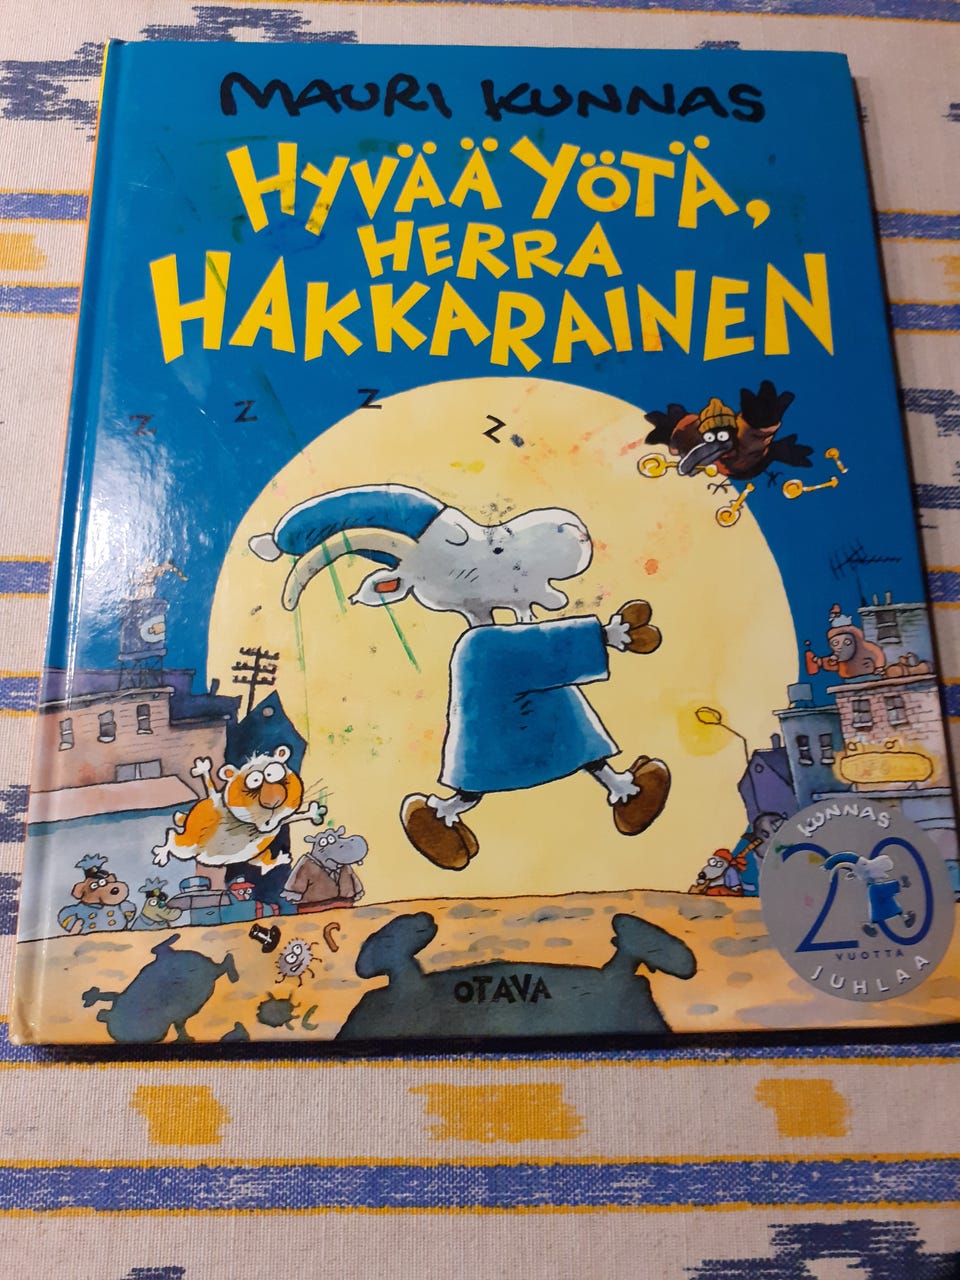 MAURI KUNNAS
HYVÄÄ YÖTÄ,
HERRA
HAKKARAINEN
Z Z Z Z
KUNNAS
20
VUOTTA
JUHLAA
OTAVA